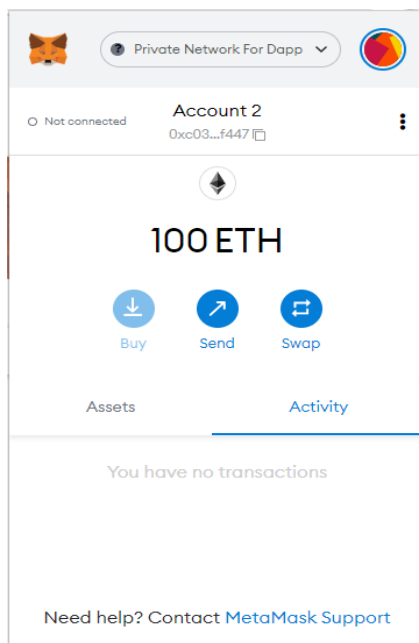 Private Network For Dapp
Not connected
Account 2
0xc03...f447
100 ETH
Buy
Send
Swap
Assets
Activity
You have no transactions
Need help? Contact MetaMask Support